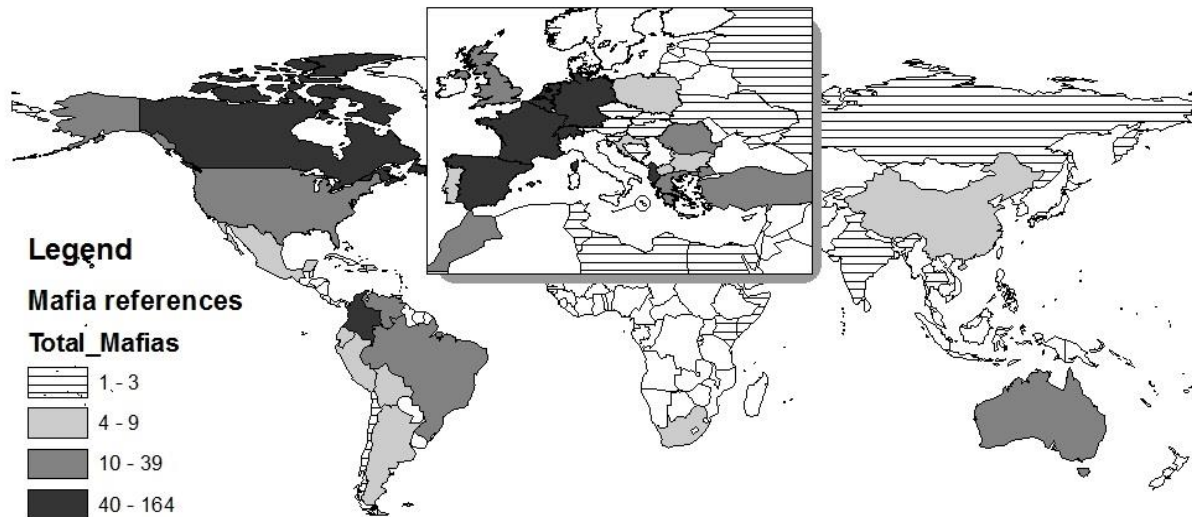 Legend
Mafia references
Total_Mafias
1 - 3
4 - 9
10 - 39
40 - 164